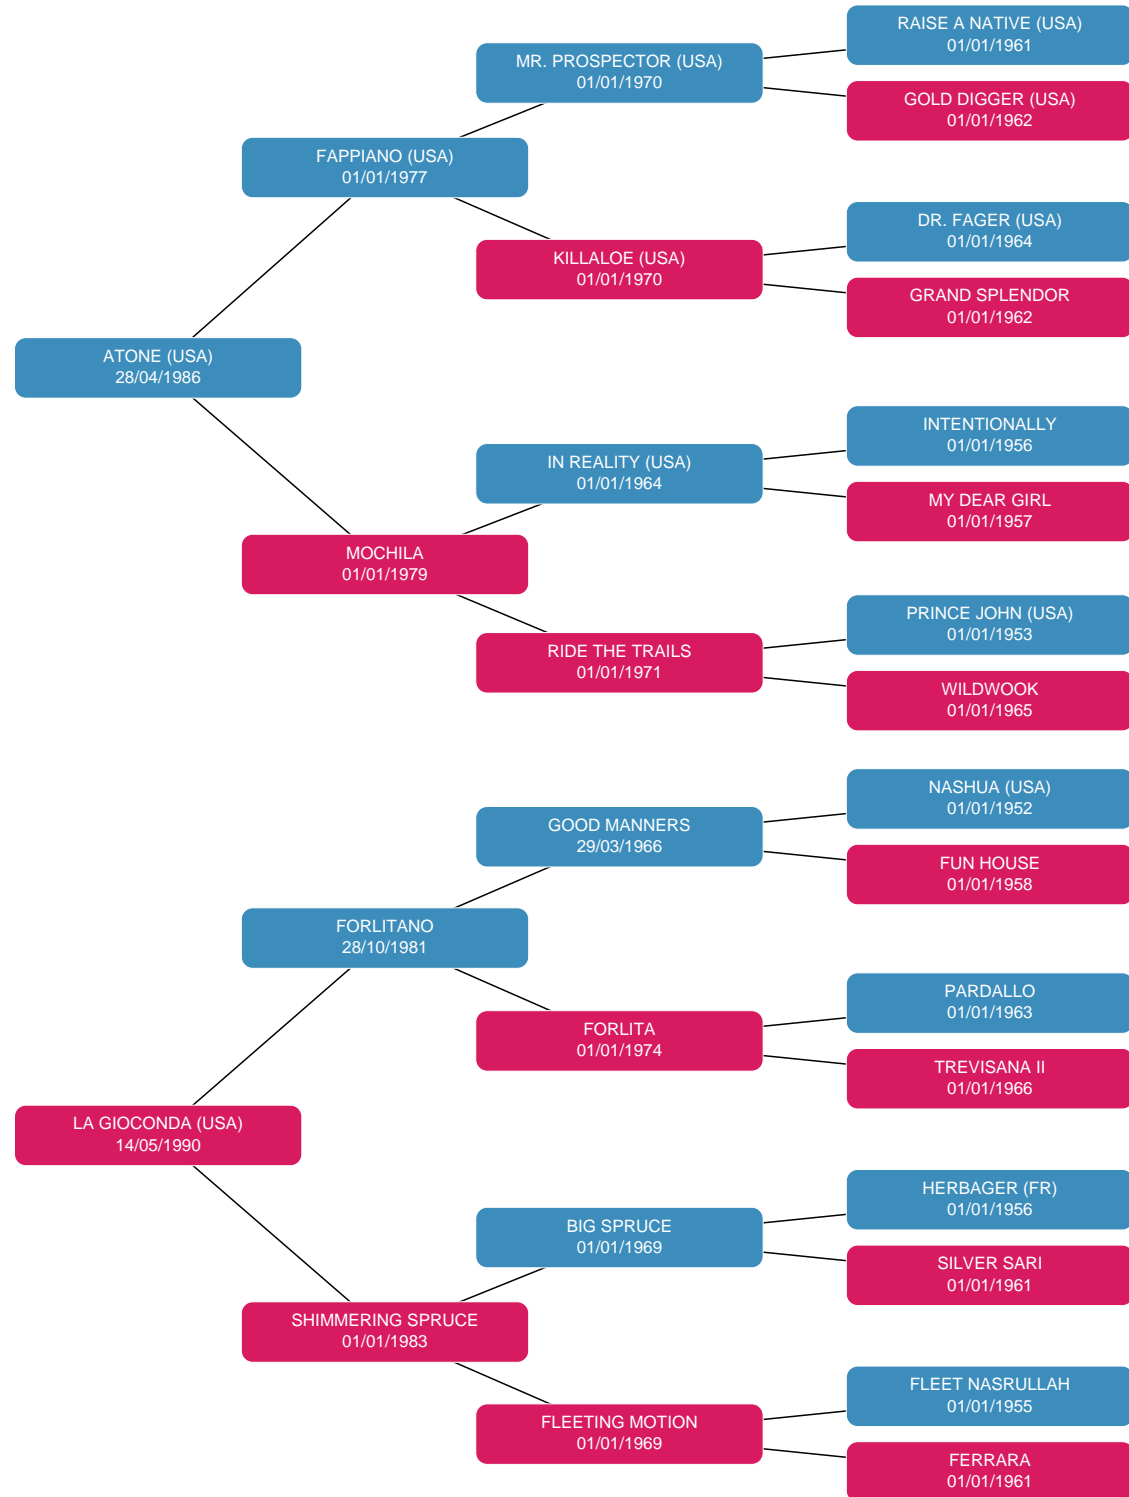 RAISE A NATIVE (USA)
01/01/1961
MR. PROSPECTOR (USA)
01/01/1970
GOLD DIGGER (USA)
01/01/1962
FAPPIANO (USA)
01/01/1977
DR. FAGER (USA)
01/01/1964
KILLALOE (USA)
01/01/1970
GRAND SPLENDOR
01/01/1962
ATONE (USA)
28/04/1986
INTENTIONALLY
01/01/1956
IN REALITY (USA)
01/01/1964
MY DEAR GIRL
01/01/1957
MOCHILA
01/01/1979
PRINCE JOHN (USA)
01/01/1953
RIDE THE TRAILS
01/01/1971
WILDWOOK
01/01/1965
NASHUA (USA)
01/01/1952
GOOD MANNERS
29/03/1966
FUN HOUSE
01/01/1958
FORLITANO
28/10/1981
PARDALLO
01/01/1963
FORLITA
01/01/1974
TREVISANA II
01/01/1966
LA GIOCONDA (USA)
14/05/1990
HERBAGER (FR)
01/01/1956
BIG SPRUCE
01/01/1969
SILVER SARI
01/01/1961
SHIMMERING SPRUCE
01/01/1983
FLEET NASRULLAH
01/01/1955
FLEETING MOTION
01/01/1969
FERRARA
01/01/1961